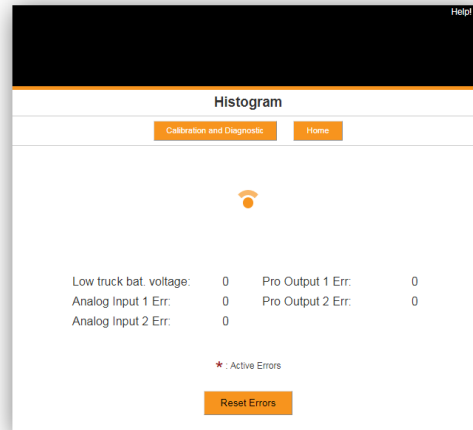 Help!
Histogram
Calibration and Diagnostic Home
Low truck bat. voltage: 0 Pro Output 1 Err: 0
Analog Input 1 Err: 0 Pro Output 2 Err: 0
Analog Input 2 Err: 0
* : Active Errors
Reset Errors